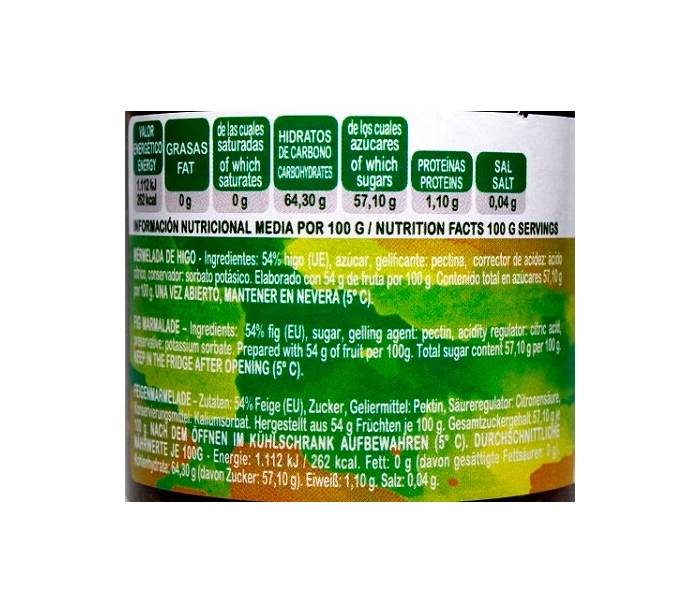 VALOR ENERGÉTICO ENERGY
1.112 kJ
262 kcal
GRASAS FAT
0 g
de las cuales saturadas of which saturates
0 g
HIDRATOS DE CARBONO CARBOHYDRATES
64,30 g
de los cuales azúcares of which sugars
57,10 g
PROTEÍNAS PROTEINS
1,10 g
SAL SALT
0,04 g
INFORMACIÓN NUTRICIONAL MEDIA POR 100 G / NUTRITION FACTS 100 G SERVINGS
MERMELADA DE HIGO - Ingredientes: 54% higo (UE), azúcar, gelificante: pectina, corrector de acidez: ácido
cítrico, conservador: sorbato potásico. Elaborado con 54 g de fruta por 100 g. Contenido total en azúcares 57,10 g
por 100 g. UNA VEZ ABIERTO, MANTENER EN NEVERA (5° C).
FIG MARMALADE – Ingredients: 54% fig (EU), sugar, gelling agent: pectin, acidity regulator: citric acid,
preservative: potassium sorbate. Prepared with 54 g of fruit per 100g. Total sugar content 57,10 g per 100 g.
KEEP IN THE FRIDGE AFTER OPENING (5° C).
FEIGENMARMELADE – Zutaten: 54% Feige (EU), Zucker, Geliermittel: Pektin, Säureregulator: Citronensäure,
Konservierungsmittel: Kaliumsorbat. Hergestellt aus 54 g Früchten je 100 g. Gesamtzuckergehalt 57,10 g je
100 g. NACH DEM ÖFFNEN IM KÜHLSCHRANK AUFBEWAHREN (5° C). DURCHSCHNITTLICHE
NÄHRWERTE JE 100G - Energie: 1.112 kJ / 262 kcal. Fett: 0 g (davon gesättigte Fettsäuren: 0 g).
Kohlenhydrate: 64,30 g (davon Zucker: 57,10 g). Eiweiß: 1,10 g. Salz: 0,04 g.